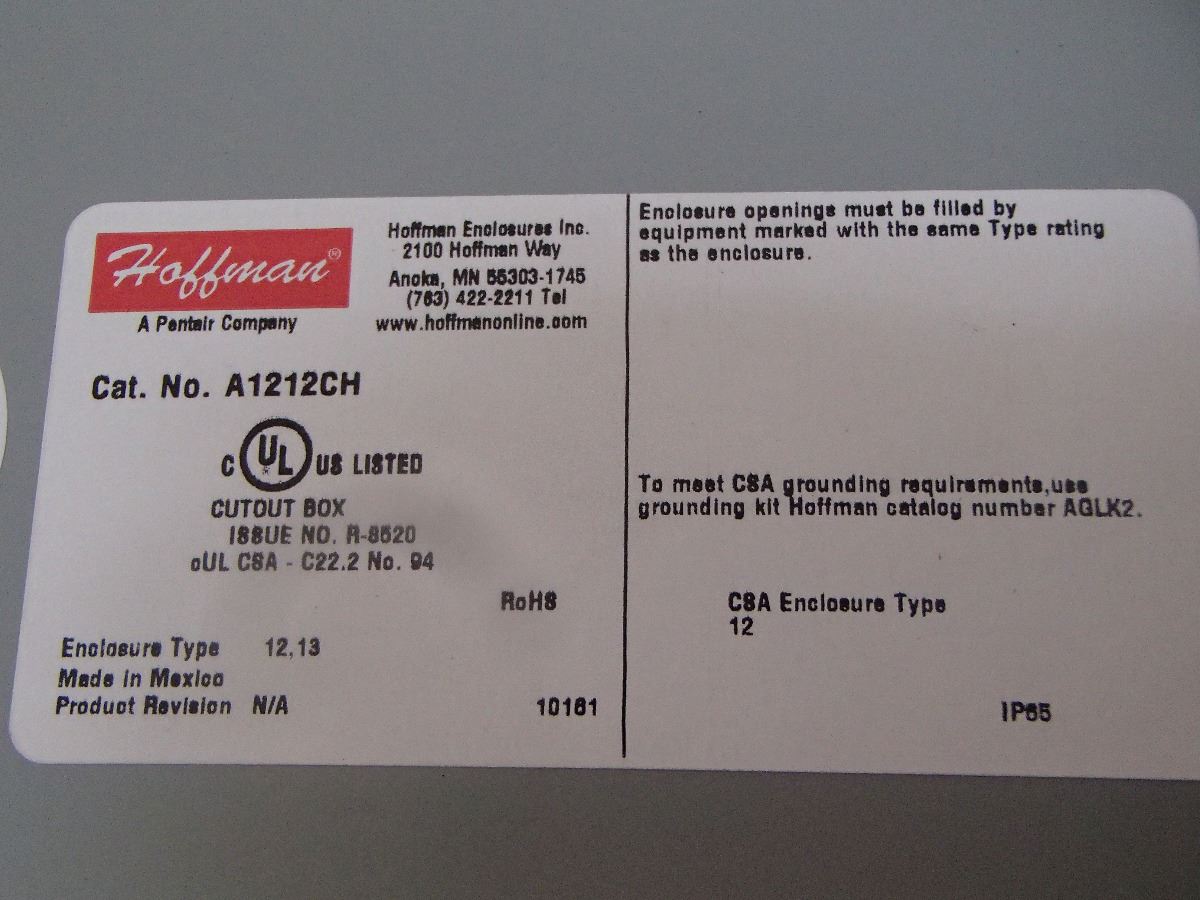 Hoffman®
A Pentair Company
Hoffman Enclosures Inc.
2100 Hoffman Way
Anoka, MN 55303-1745
(763) 422-2211 Tel
www.hoffmanonline.com
Cat. No. A1212CH
C UL US LISTED
CUTOUT BOX
ISSUE NO. R-8520
cUL CSA - C22.2 No. 94
RoHS
Enclosure Type 12,13
Made in Mexico
Product Revision N/A
10161
Enclosure openings must be filled by
equipment marked with the same Type rating
as the enclosure.
To meet CSA grounding requirements,use
grounding kit Hoffman catalog number AGLK2.
CSA Enclosure Type
12
IP65